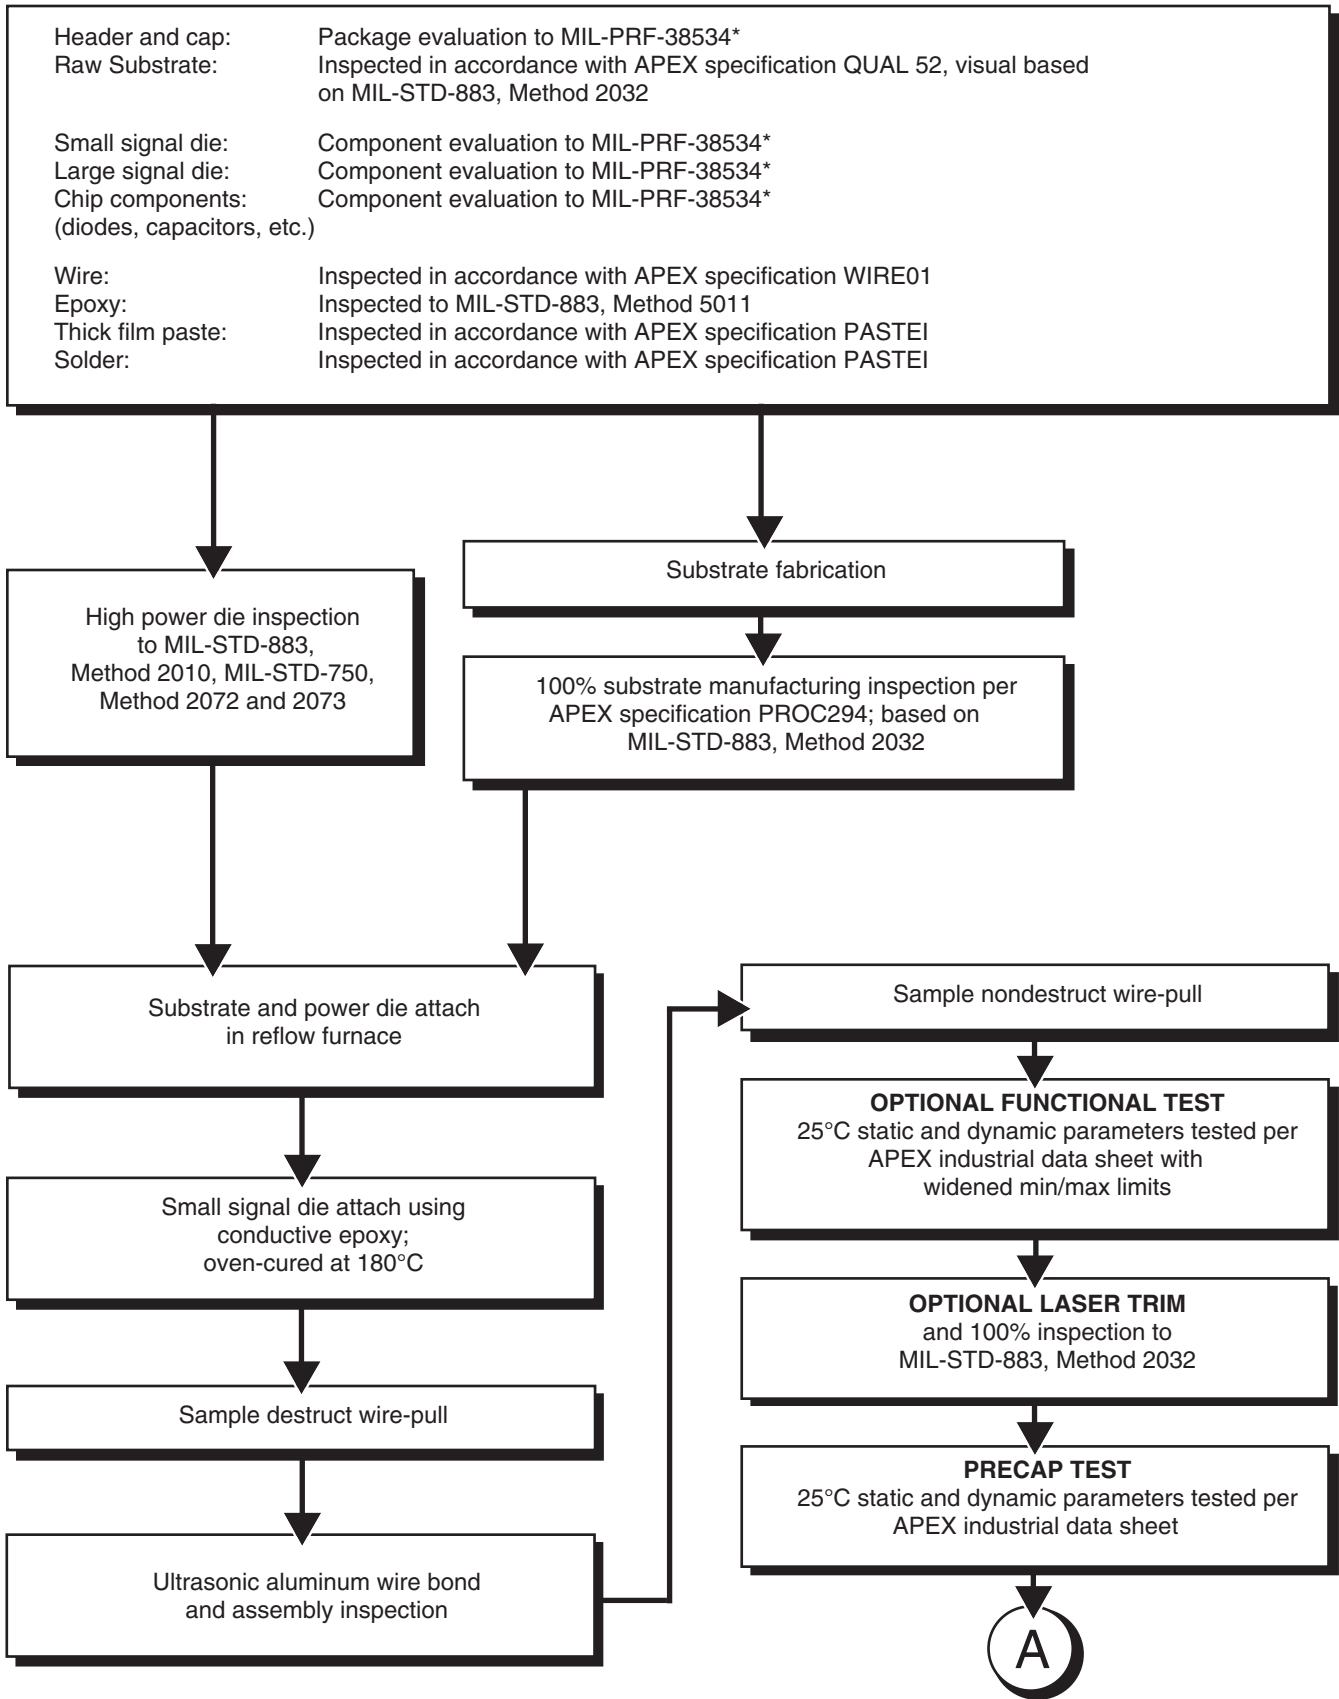 Header and cap: Package evaluation to MIL-PRF-38534*
Raw Substrate: Inspected in accordance with APEX specification QUAL 52, visual based
on MIL-STD-883, Method 2032
Small signal die: Component evaluation to MIL-PRF-38534*
Large signal die: Component evaluation to MIL-PRF-38534*
Chip components: Component evaluation to MIL-PRF-38534*
(diodes, capacitors, etc.)
Wire: Inspected in accordance with APEX specification WIRE01
Epoxy: Inspected to MIL-STD-883, Method 5011
Thick film paste: Inspected in accordance with APEX specification PASTEI
Solder: Inspected in accordance with APEX specification PASTEI
High power die inspection
to MIL-STD-883,
Method 2010, MIL-STD-750,
Method 2072 and 2073
Substrate fabrication
100% substrate manufacturing inspection per
APEX specification PROC294; based on
MIL-STD-883, Method 2032
Substrate and power die attach
in reflow furnace
Small signal die attach using
conductive epoxy;
oven-cured at 180°C
Sample destruct wire-pull
Ultrasonic aluminum wire bond
and assembly inspection
Sample nondestruct wire-pull
OPTIONAL FUNCTIONAL TEST
25°C static and dynamic parameters tested per
APEX industrial data sheet with
widened min/max limits
OPTIONAL LASER TRIM
and 100% inspection to
MIL-STD-883, Method 2032
PRECAP TEST
25°C static and dynamic parameters tested per
APEX industrial data sheet
A